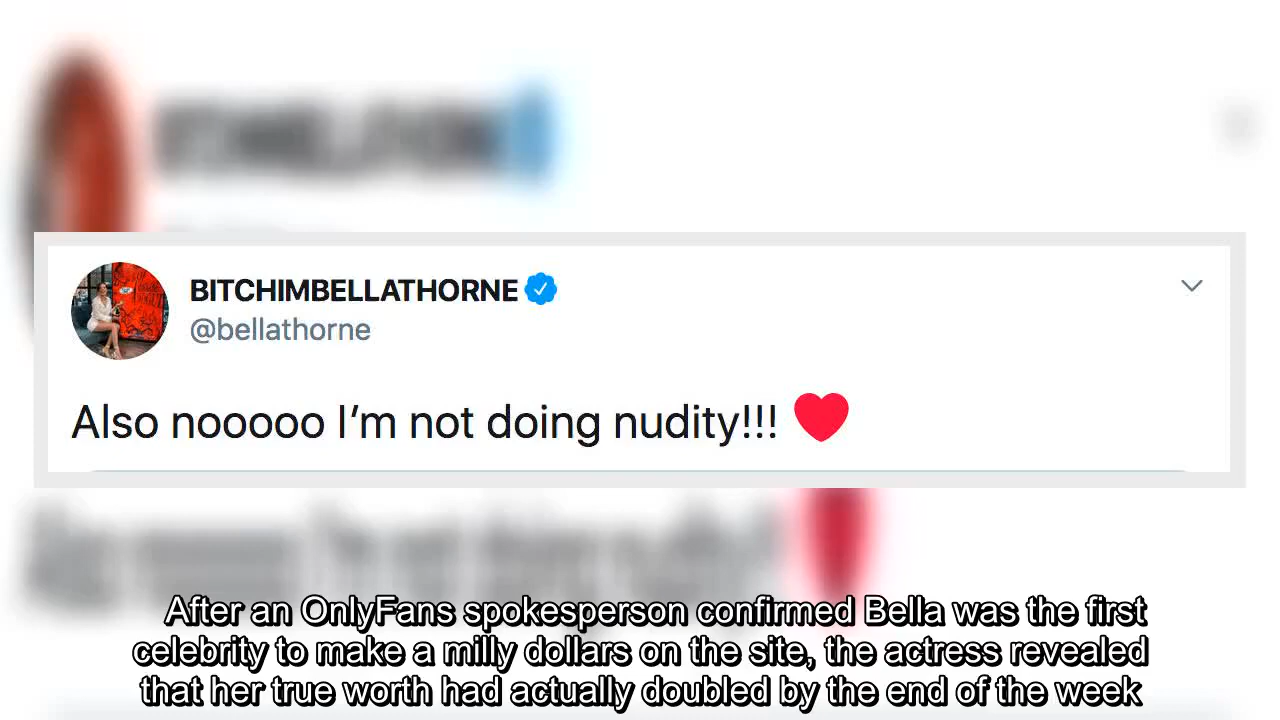 BITCHIMBELLATHORNE
@bellathorne
Also nooooo I’m not doing nudity!!! ❤️
After an OnlyFans spokesperson confirmed Bella was the first
celebrity to make a milly dollars on the site, the actress revealed
that her true worth had actually doubled by the end of the week